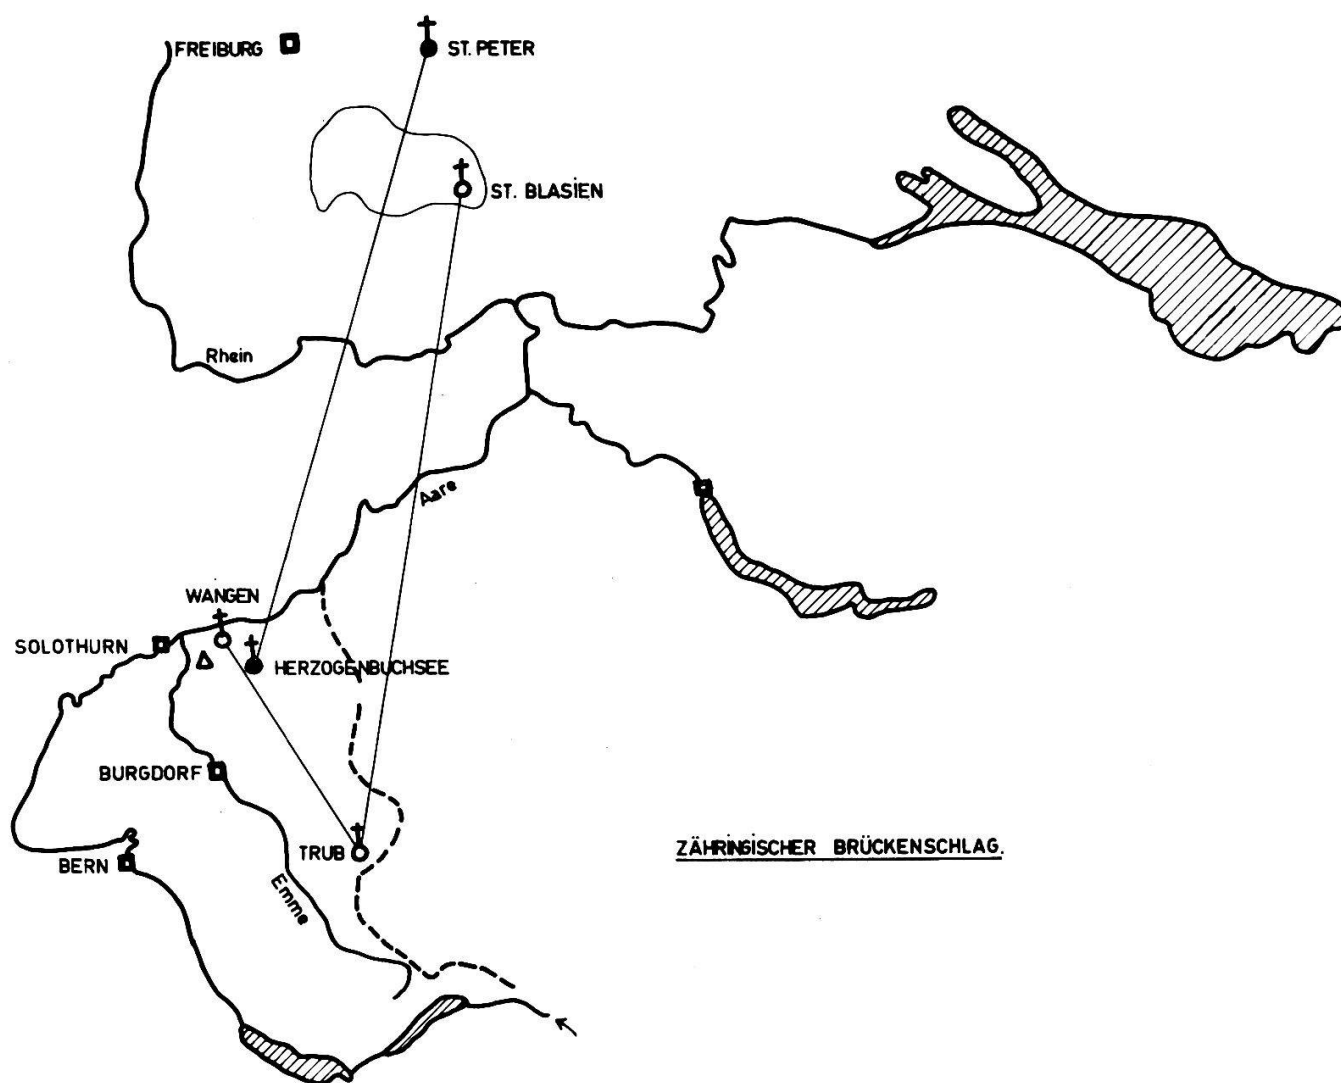 FREIBURG
ST. PETER
ST. BLASIEN
Rhein
Aare
WANGEN
SOLOTHURN
HERZOGENBUCHSEE
BURGDORF
TRUB
BERN
Emme
ZÄHRINGISCHER BRÜCKENSCHLAG.